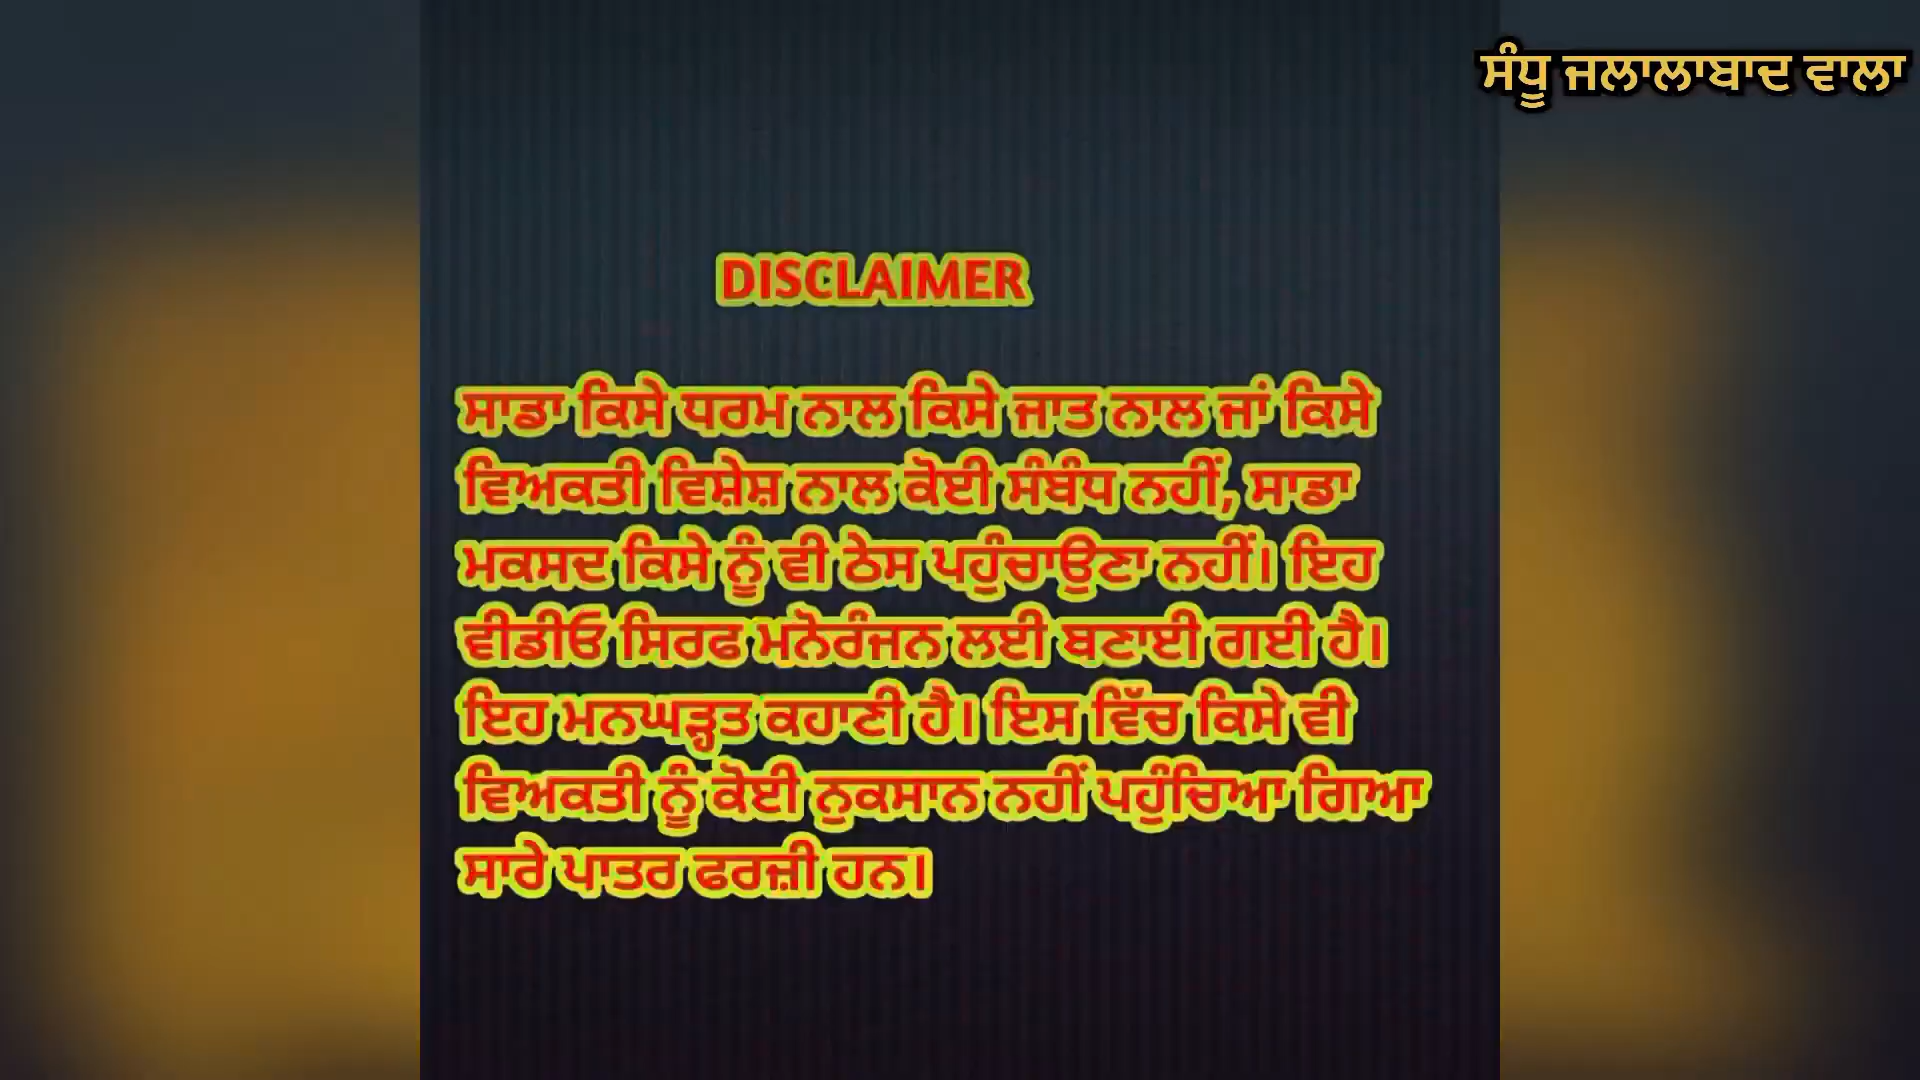 ਸੰਧੂ ਜਲਾਲਾਬਾਦ ਵਾਲਾ
DISCLAIMER
ਸਾਡਾ ਕਿਸੇ ਧਰਮ ਨਾਲ ਕਿਸੇ ਜਾਤ ਨਾਲ ਜਾਂ ਕਿਸੇ
ਵਿਅਕਤੀ ਵਿਸ਼ੇਸ਼ ਨਾਲ ਕੋਈ ਸੰਬੰਧ ਨਹੀਂ, ਸਾਡਾ
ਮਕਸਦ ਕਿਸੇ ਨੂੰ ਵੀ ਠੇਸ ਪਹੁੰਚਾਉਣਾ ਨਹੀਂ। ਇਹ
ਵੀਡੀਓ ਸਿਰਫ ਮਨੋਰੰਜਨ ਲਈ ਬਣਾਈ ਗਈ ਹੈ।
ਇਹ ਮਨਘੜ੍ਹਤ ਕਹਾਣੀ ਹੈ। ਇਸ ਵਿੱਚ ਕਿਸੇ ਵੀ
ਵਿਅਕਤੀ ਨੂੰ ਕੋਈ ਨੁਕਸਾਨ ਨਹੀਂ ਪਹੁੰਚਿਆ ਗਿਆ
ਸਾਰੇ ਪਾਤਰ ਫਰਜ਼ੀ ਹਨ।